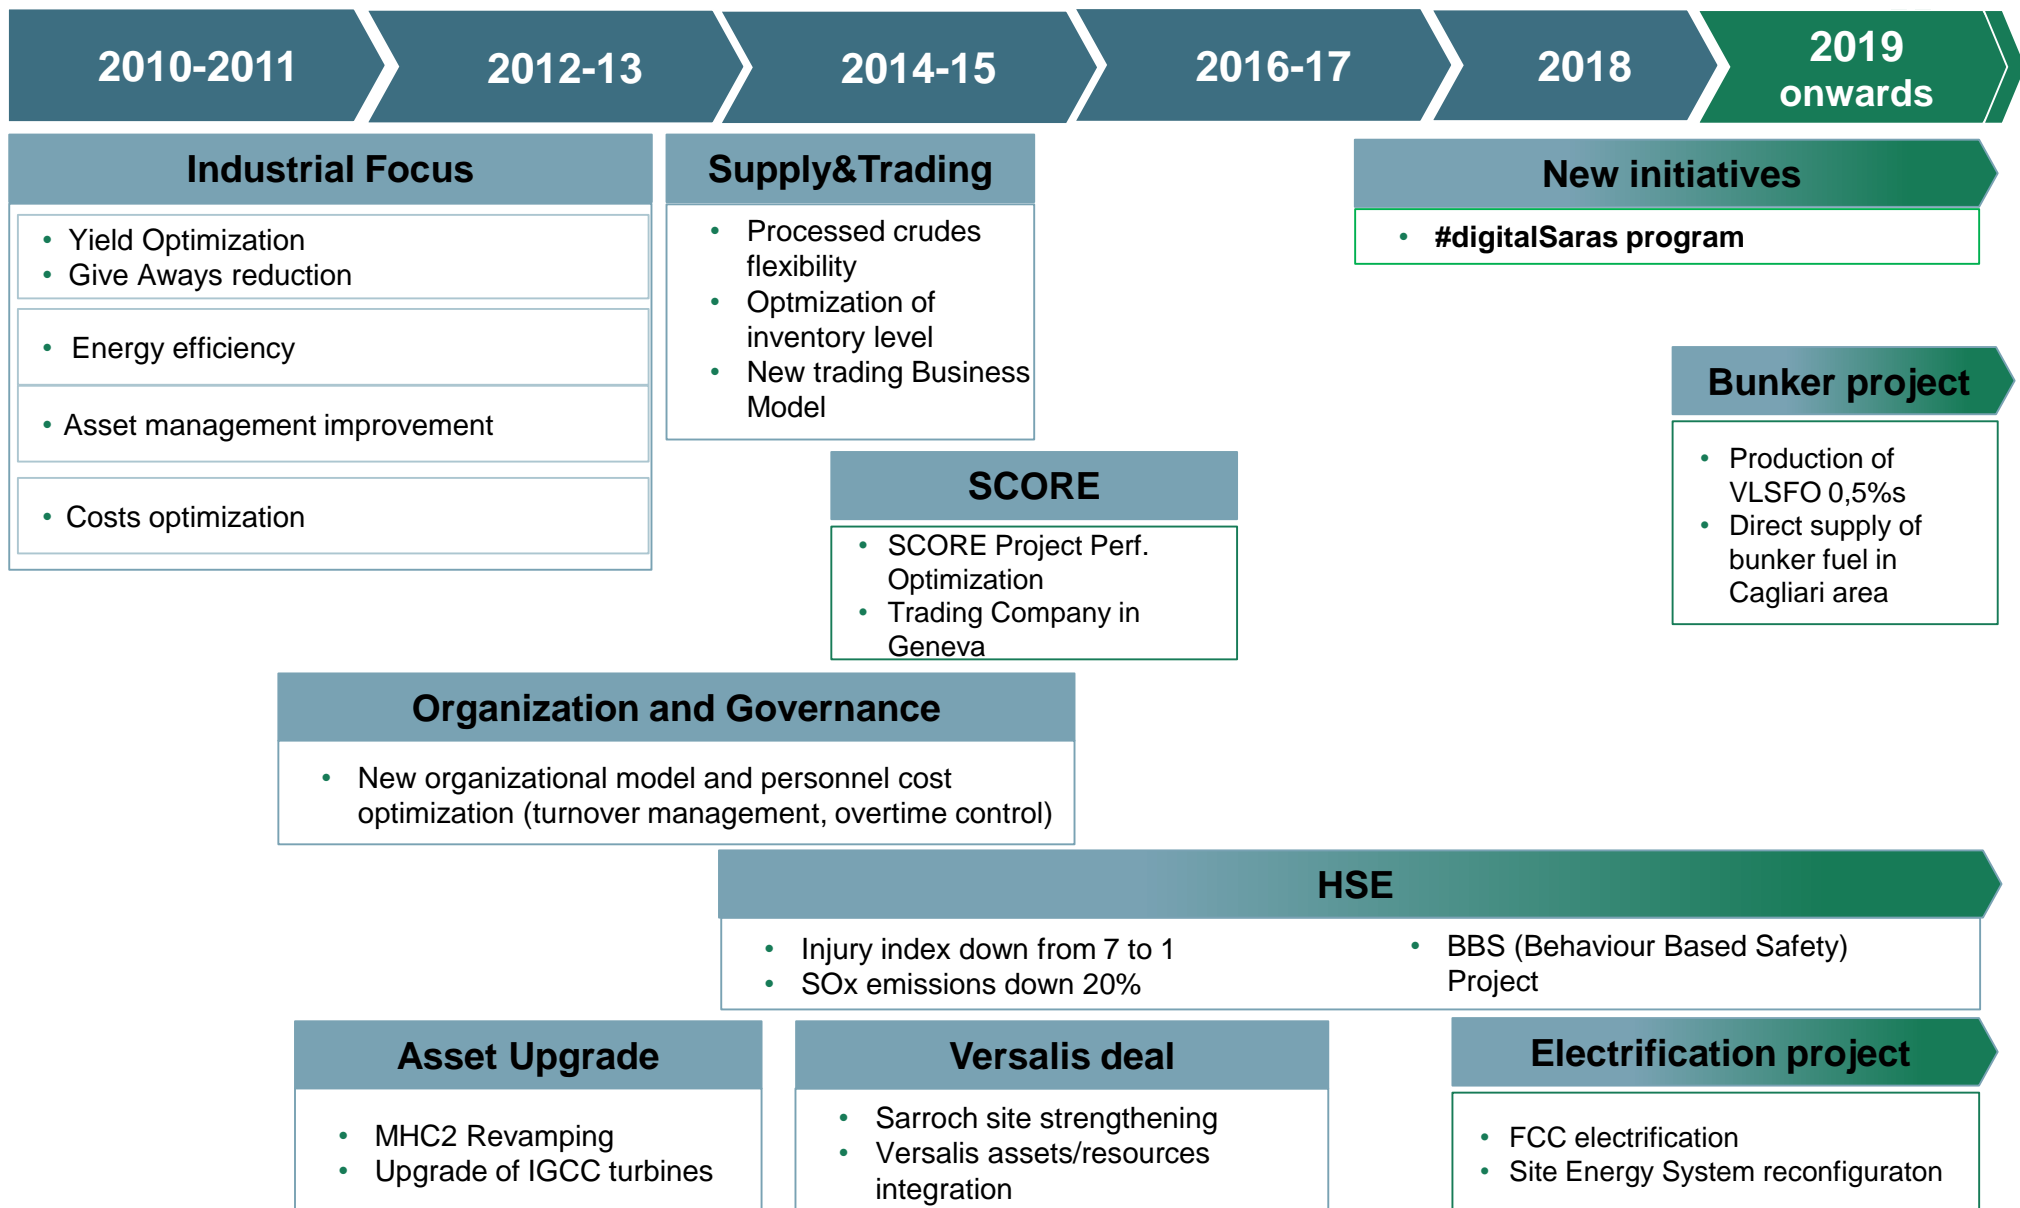 2010-2011
2012-13
2014-15
2016-17
2018
2019
onwards
Industrial Focus
• Yield Optimization
• Give Aways reduction
• Energy efficiency
• Asset management improvement
• Costs optimization
Supply&Trading
• Processed crudes
flexibility
• Optmization of
inventory level
• New trading Business
Model
New initiatives
• #digitalSaras program
Bunker project
• Production of
VLSFO 0,5%s
• Direct supply of
bunker fuel in
Cagliari area
SCORE
• SCORE Project Perf.
Optimization
• Trading Company in
Geneva
Organization and Governance
• New organizational model and personnel cost
optimization (turnover management, overtime control)
HSE
• Injury index down from 7 to 1
• SOx emissions down 20%
• BBS (Behaviour Based Safety)
Project
Asset Upgrade
• MHC2 Revamping
• Upgrade of IGCC turbines
Versalis deal
• Sarroch site strengthening
• Versalis assets/resources
integration
Electrification project
• FCC electrification
• Site Energy System reconfiguraton